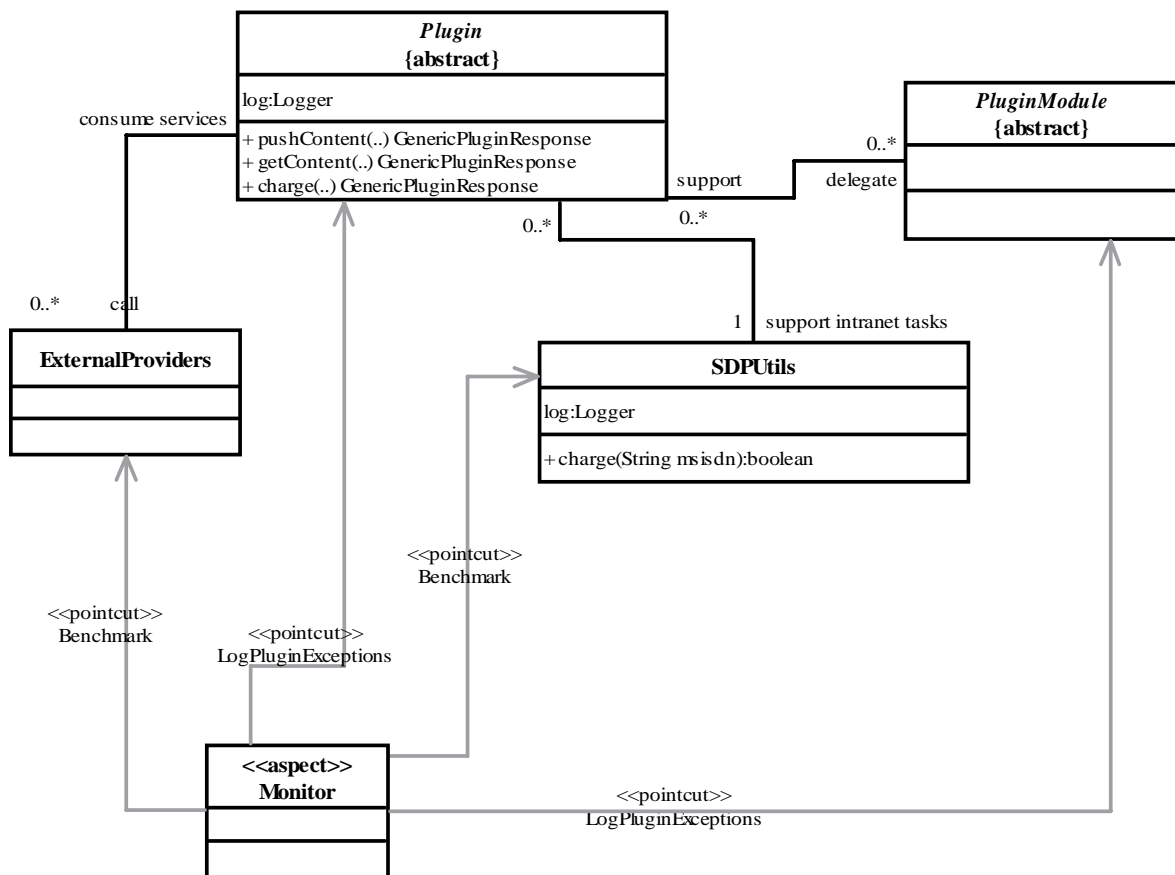 Plugin
{abstract}
log:Logger
+ pushContent(..) GenericPluginResponse
+ getContent(..) GenericPluginResponse
+ charge(..) GenericPluginResponse
consume services
PluginModule
{abstract}
support
0..*
0..*
delegate
0..*
0..*
call
1
support intranet tasks
ExternalProviders
SDPUtils
log:Logger
+ charge(String msisdn):boolean
<<pointcut>>
Benchmark
<<pointcut>>
Benchmark
<<pointcut>>
LogPluginExceptions
<<aspect>>
Monitor
<<pointcut>>
LogPluginExceptions